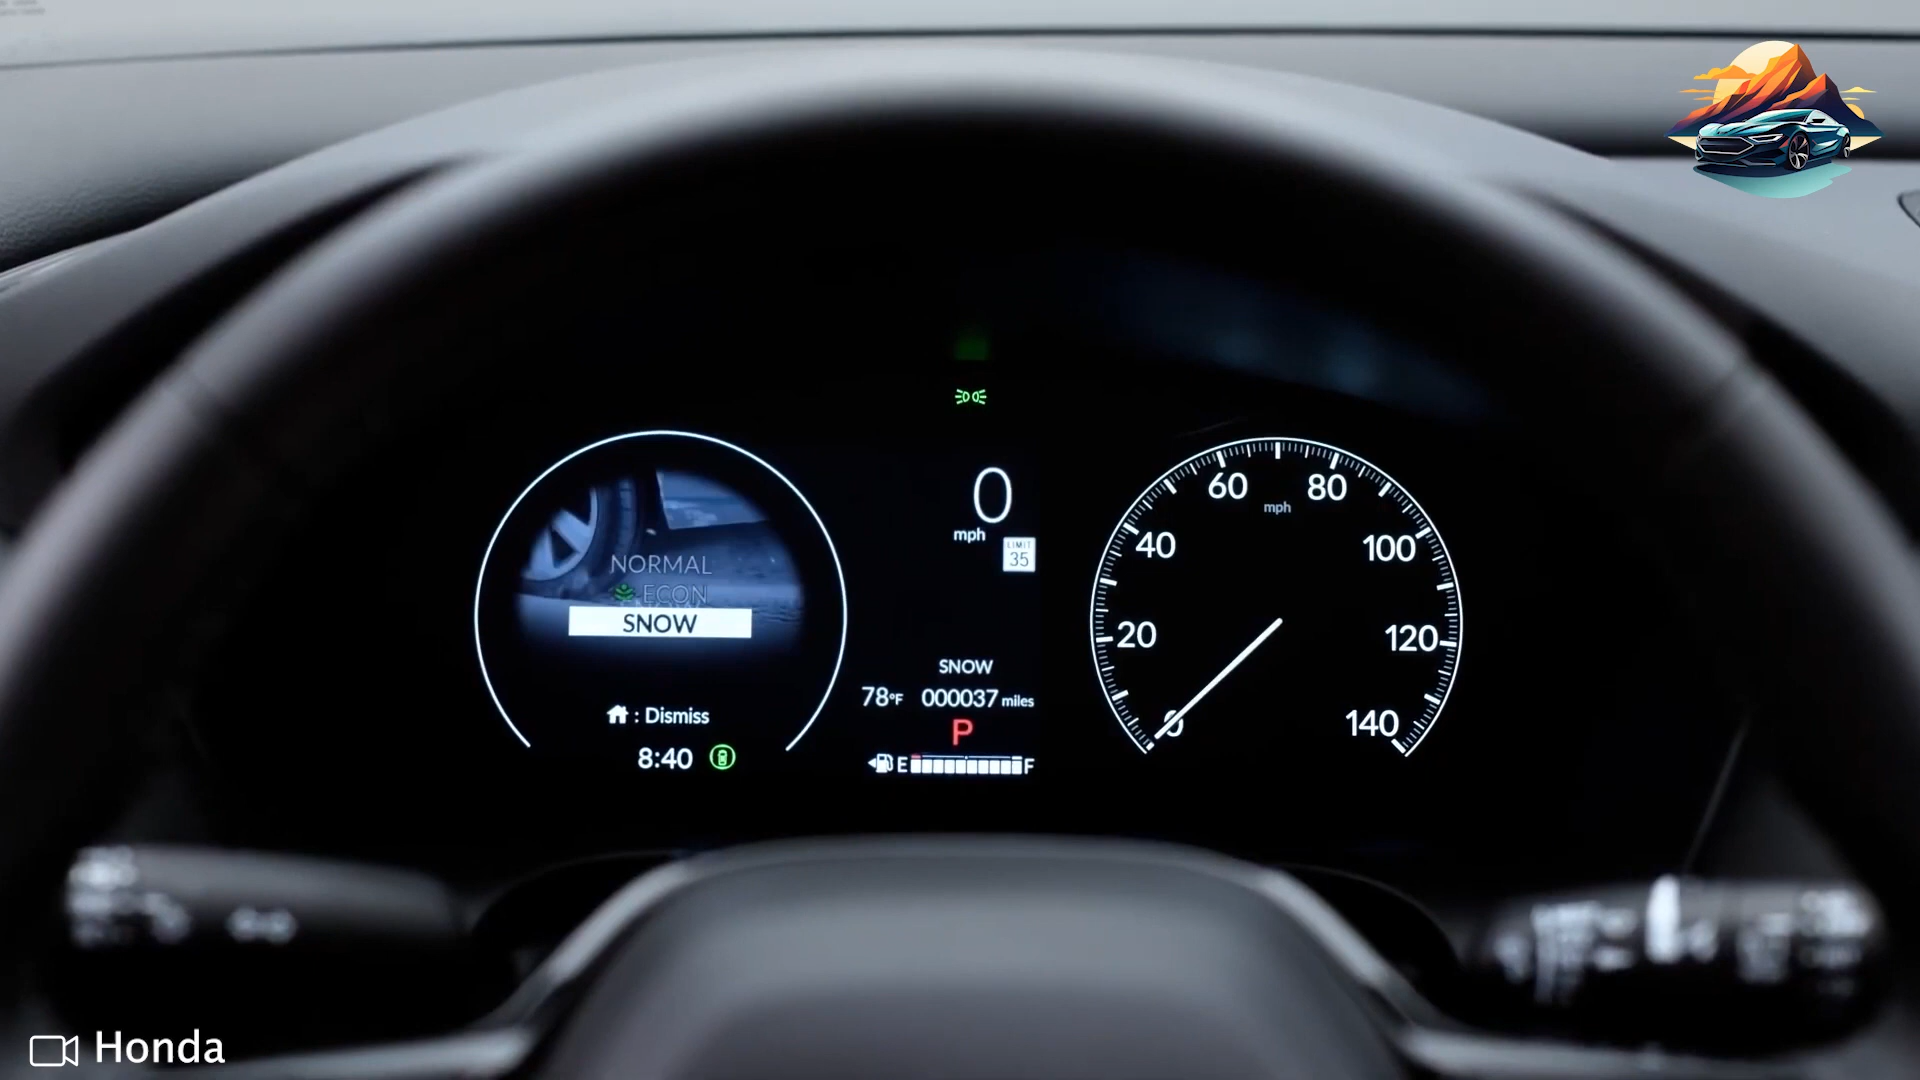 NORMAL
ECON
SNOW
: Dismiss
8:40
0
mph
LIMIT
35
SNOW
78°F 000037 miles
P
E F
60 80
mph
40 100
20 120
0 140
Honda